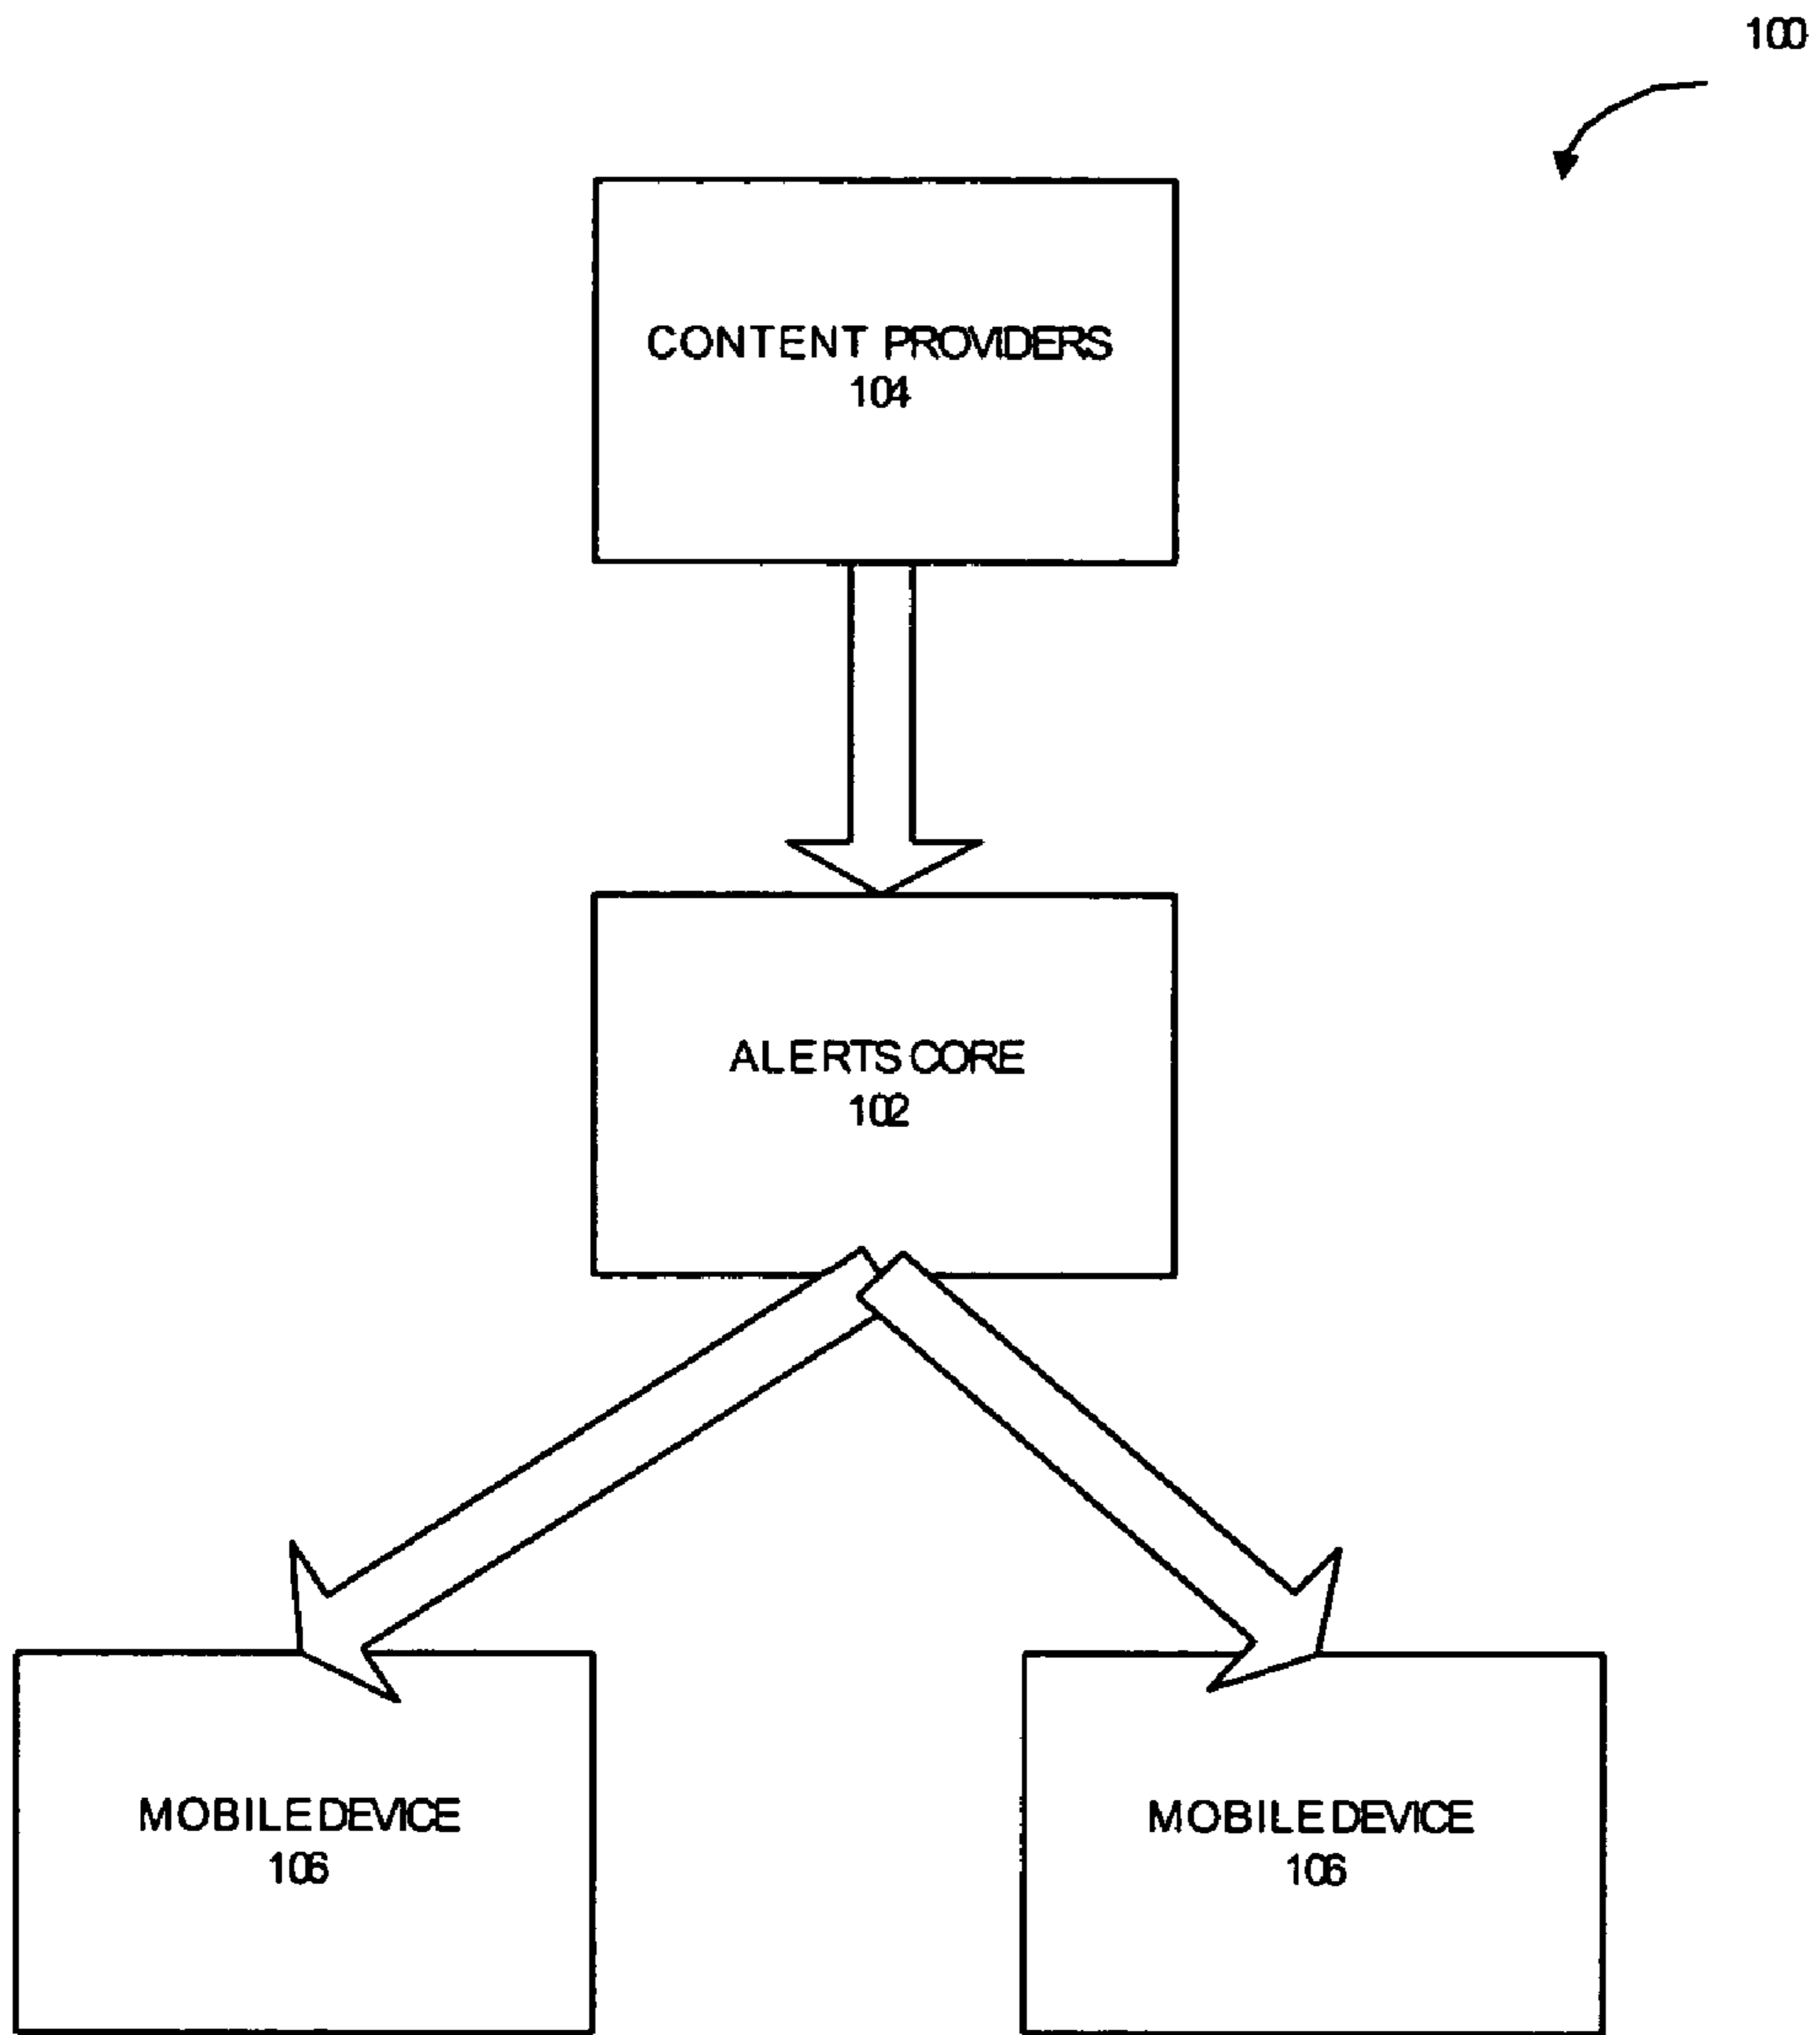 100
CONTENT PROVIDERS
104
ALERTS CORE
102
MOBILE DEVICE
106
MOBILE DEVICE
106